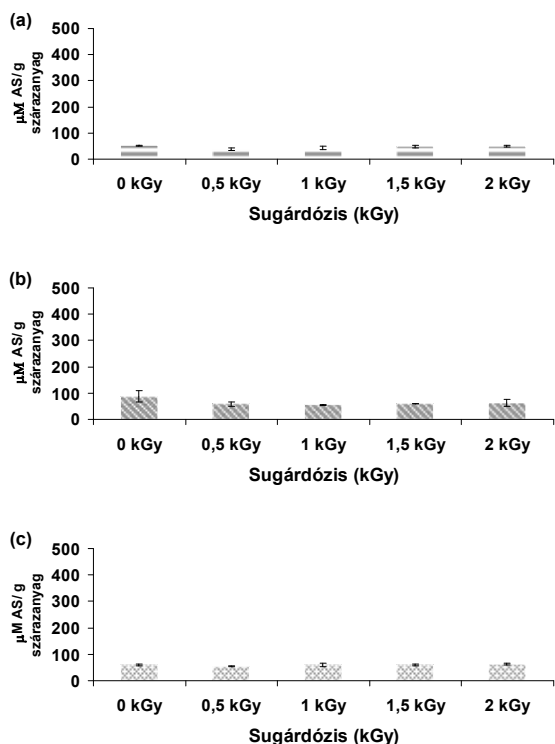 (a)
500
400
300
200
100
0
µM AS/ g
szárazanyag
0 kGy 0,5 kGy 1 kGy 1,5 kGy 2 kGy
Sugárdózis (kGy)
(b)
500
400
300
200
100
0
µM AS/ g
szárazanyag
0 kGy 0,5 kGy 1 kGy 1,5 kGy 2 kGy
Sugárdózis (kGy)
(c)
500
400
300
200
100
0
µM AS/ g
szárazanyag
0 kGy 0,5 kGy 1 kGy 1,5 kGy 2 kGy
Sugárdózis (kGy)